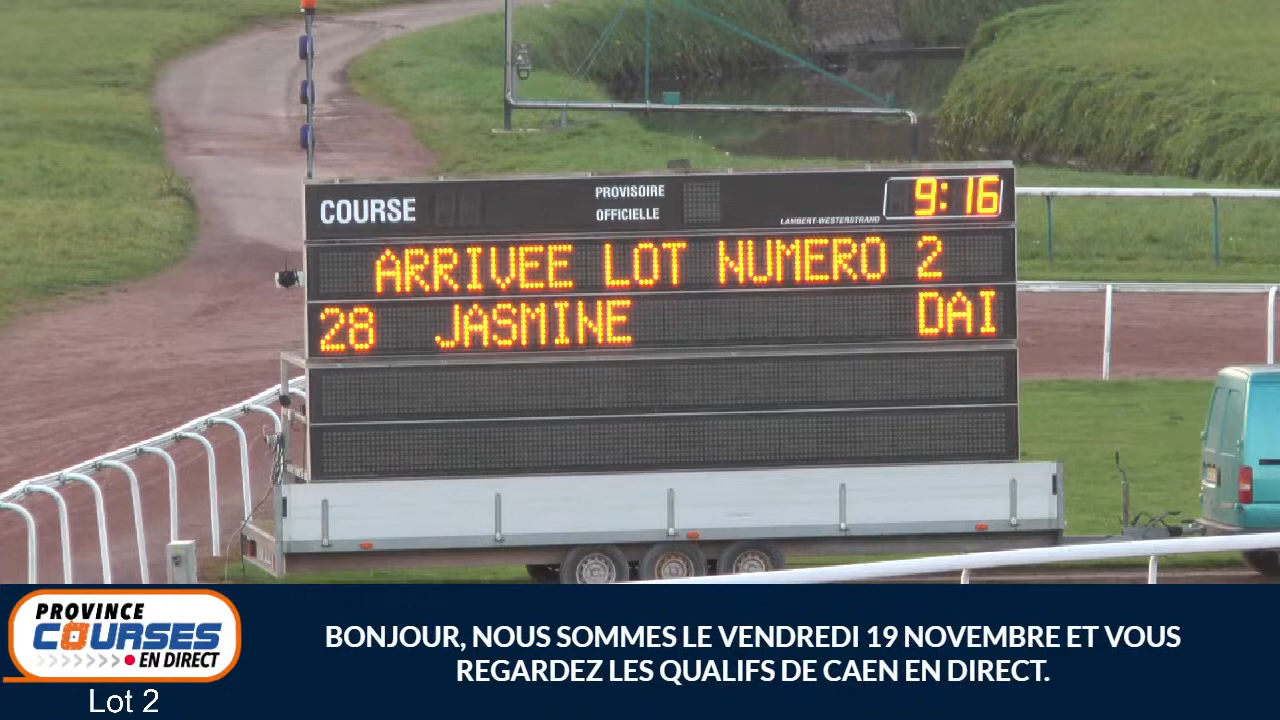 COURSE
PROVISOIRE
OFFICIELLE
LAMBERT-WESTERSTRAND
9:16
ARRIVEE LOT NUMERO 2
28 JASMINE DAI
PROVINCE
COURSES
EN DIRECT
Lot 2
BONJOUR, NOUS SOMMES LE VENDREDI 19 NOVEMBRE ET VOUS
REGARDEZ LES QUALIFS DE CAEN EN DIRECT.